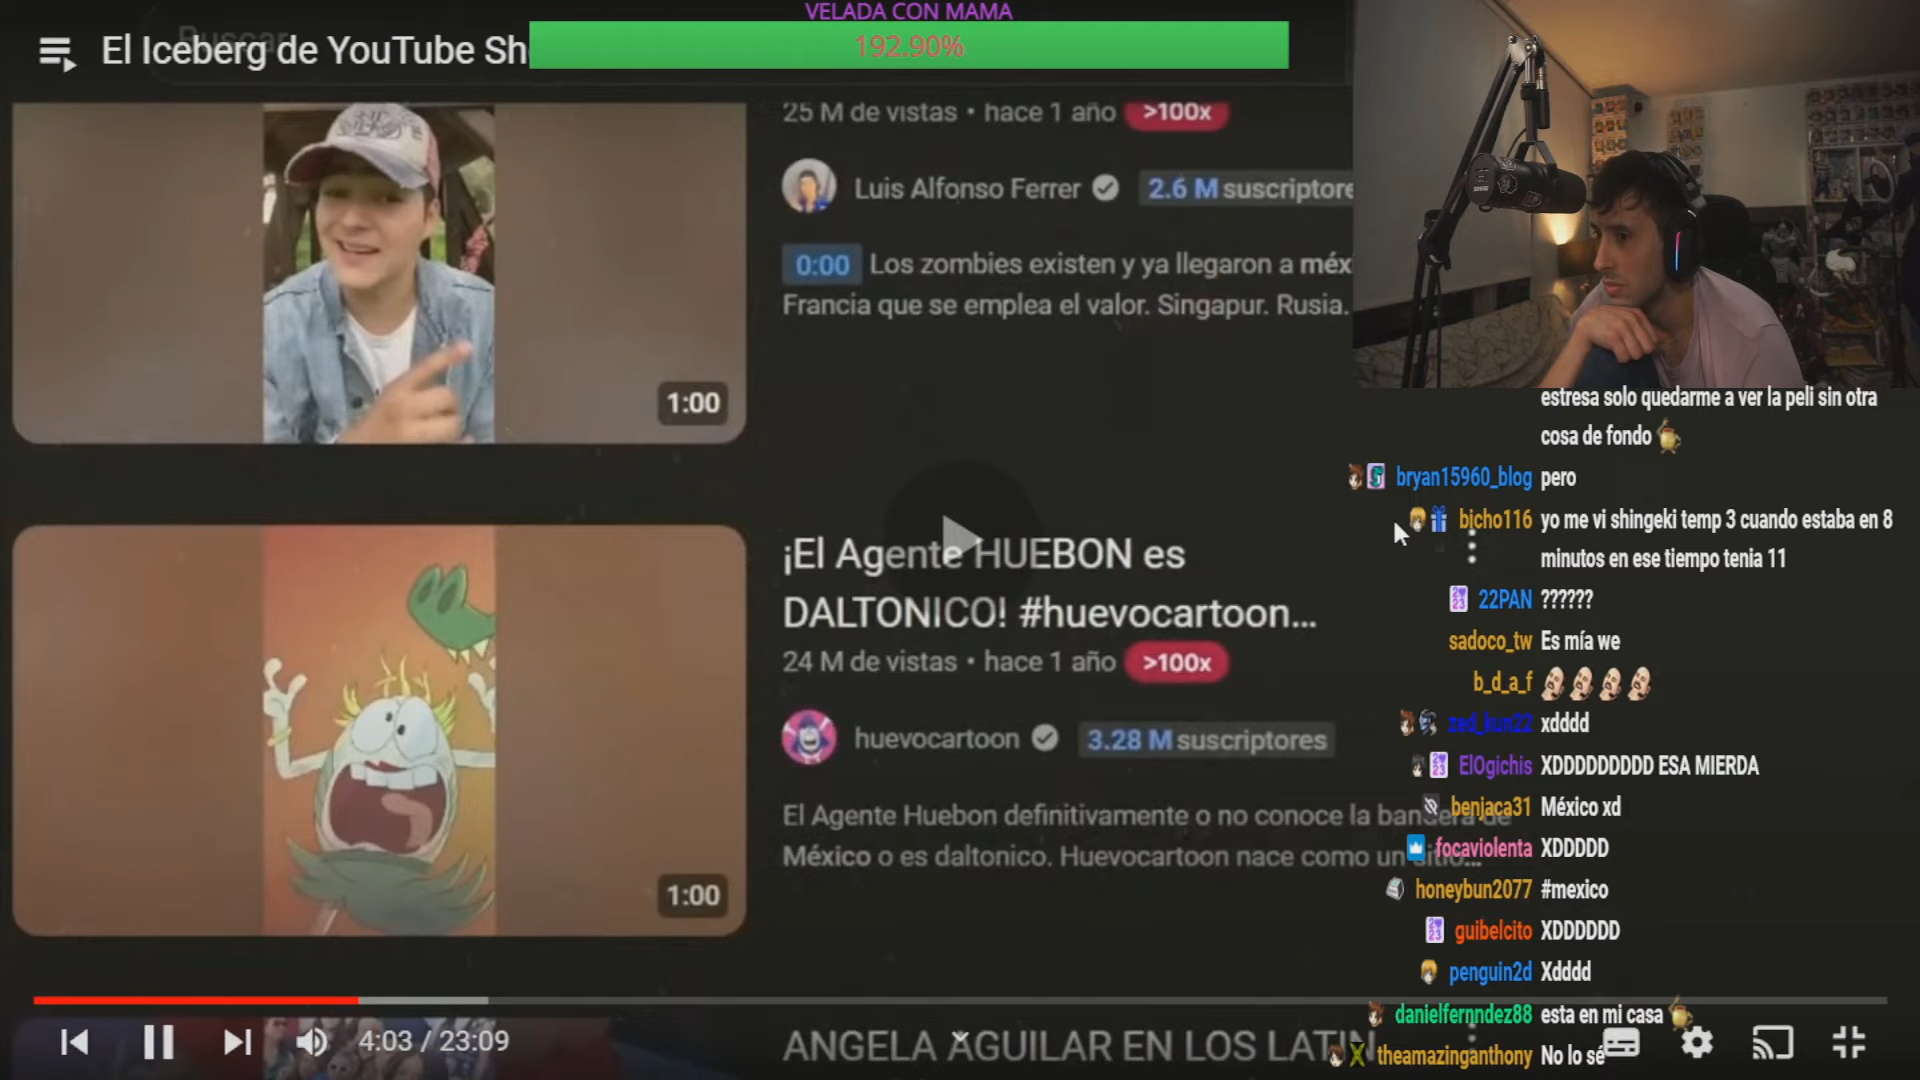 VELADA CON MAMA
192.90%
Buscar
El Iceberg de YouTube Sh
25 M de vistas • hace 1 año >100x
Luis Alfonso Ferrer 2.6 M suscriptore
0:00 Los zombies existen y ya llegaron a méx
Francia que se emplea el valor. Singapur. Rusia.
1:00
¡El Agente HUEBON es
DALTONICO! #huevocartoon...
24 M de vistas • hace 1 año >100x
huevocartoon 3.28 M suscriptores
El Agente Huebon definitivamente o no conoce la bandera de
México o es daltonico. Huevocartoon nace como un sitio...
1:00
ANGELA AGUILAR EN LOS LATIN
4:03 / 23:09
estresa solo quedarme a ver la peli sin otra
cosa de fondo
bryan15960_blog pero
bicho116 yo me vi shingeki temp 3 cuando estaba en 8
minutos en ese tiempo tenia 11
22PAN ??????
sadoco_tw Es mía we
b_d_a_f
zed_kun22 xdddd
ElOgichis XDDDDDDDDD ESA MIERDA
benjaca31 México xd
focaviolenta XDDDDD
honeybun2077 #mexico
guibelcito XDDDDDD
penguin2d Xdddd
danielfernndez88 esta en mi casa
theamazinganthony No lo sé